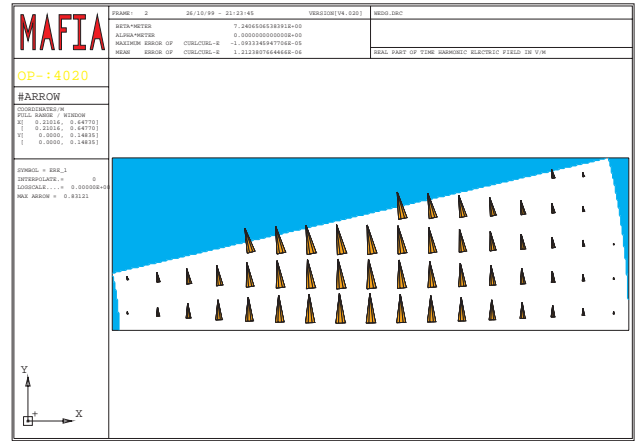 MAFIA
FRAME: 2 26/10/99 - 21:23:45 VERSION[V4.020] WEDG.DRC
BETA*METER 7.2406506538391E+00
ALPHA*METER 0.0000000000000E+00
MAXIMUM ERROR OF CURLCURL-E -1.0933345947706E-05
MEAN ERROR OF CURLCURL-E 1.2123807664466E-06
REAL PART OF TIME HARMONIC ELECTRIC FIELD IN V/M
OP-:4020
#ARROW
COORDINATES/M
FULL RANGE / WINDOW
X[ 0.21016, 0.64770]
[ 0.21016, 0.64770]
Y[ 0.0000, 0.14835]
[ 0.0000, 0.14835]
SYMBOL = ERE_1
INTERPOLATE.= 0
LOGSCALE....= 0.00000E+00
MAX ARROW = 0.83121
Y
+ X